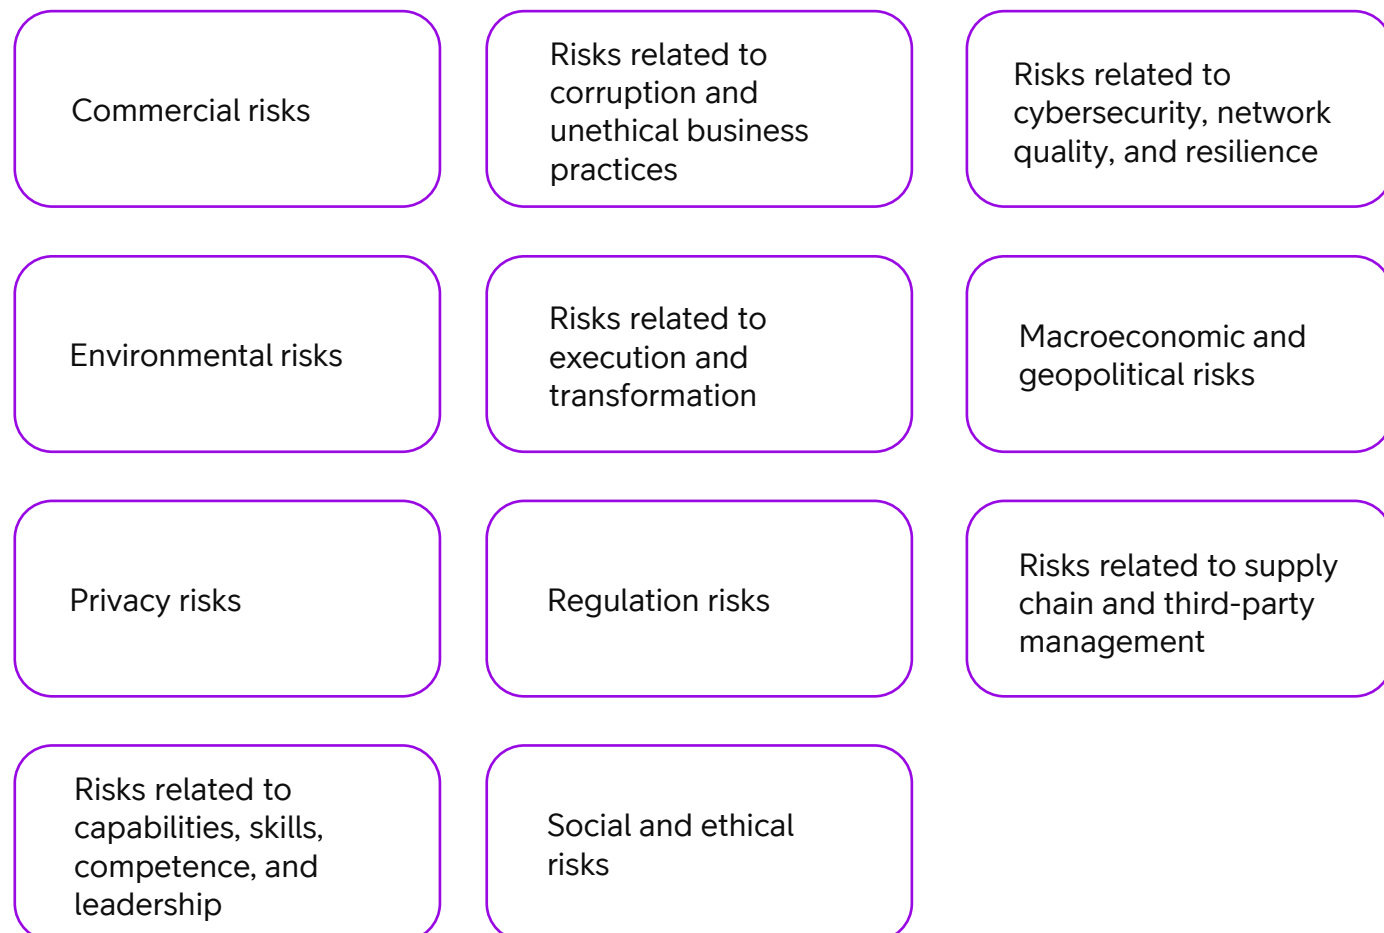 Commercial risks
Risks related to
corruption and
unethical business
practices
Risks related to
cybersecurity, network
quality, and resilience
Environmental risks
Risks related to
execution and
transformation
Macroeconomic and
geopolitical risks
Privacy risks
Regulation risks
Risks related to supply
chain and third-party
management
Risks related to
capabilities, skills,
competence, and
leadership
Social and ethical
risks